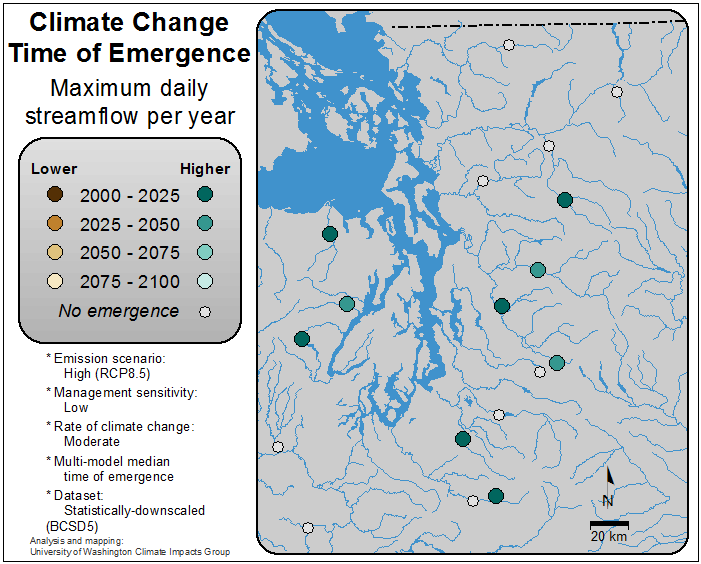 Climate Change
Time of Emergence
Maximum daily
streamflow per year
Lower Higher
2000 - 2025
2025 - 2050
2050 - 2075
2075 - 2100
No emergence
* Emission scenario:
High (RCP8.5)
* Management sensitivity:
Low
* Rate of climate change:
Moderate
* Multi-model median
time of emergence
* Dataset:
Statistically-downscaled
(BCSD5)
Analysis and mapping:
University of Washington Climate Impacts Group
N
20 km